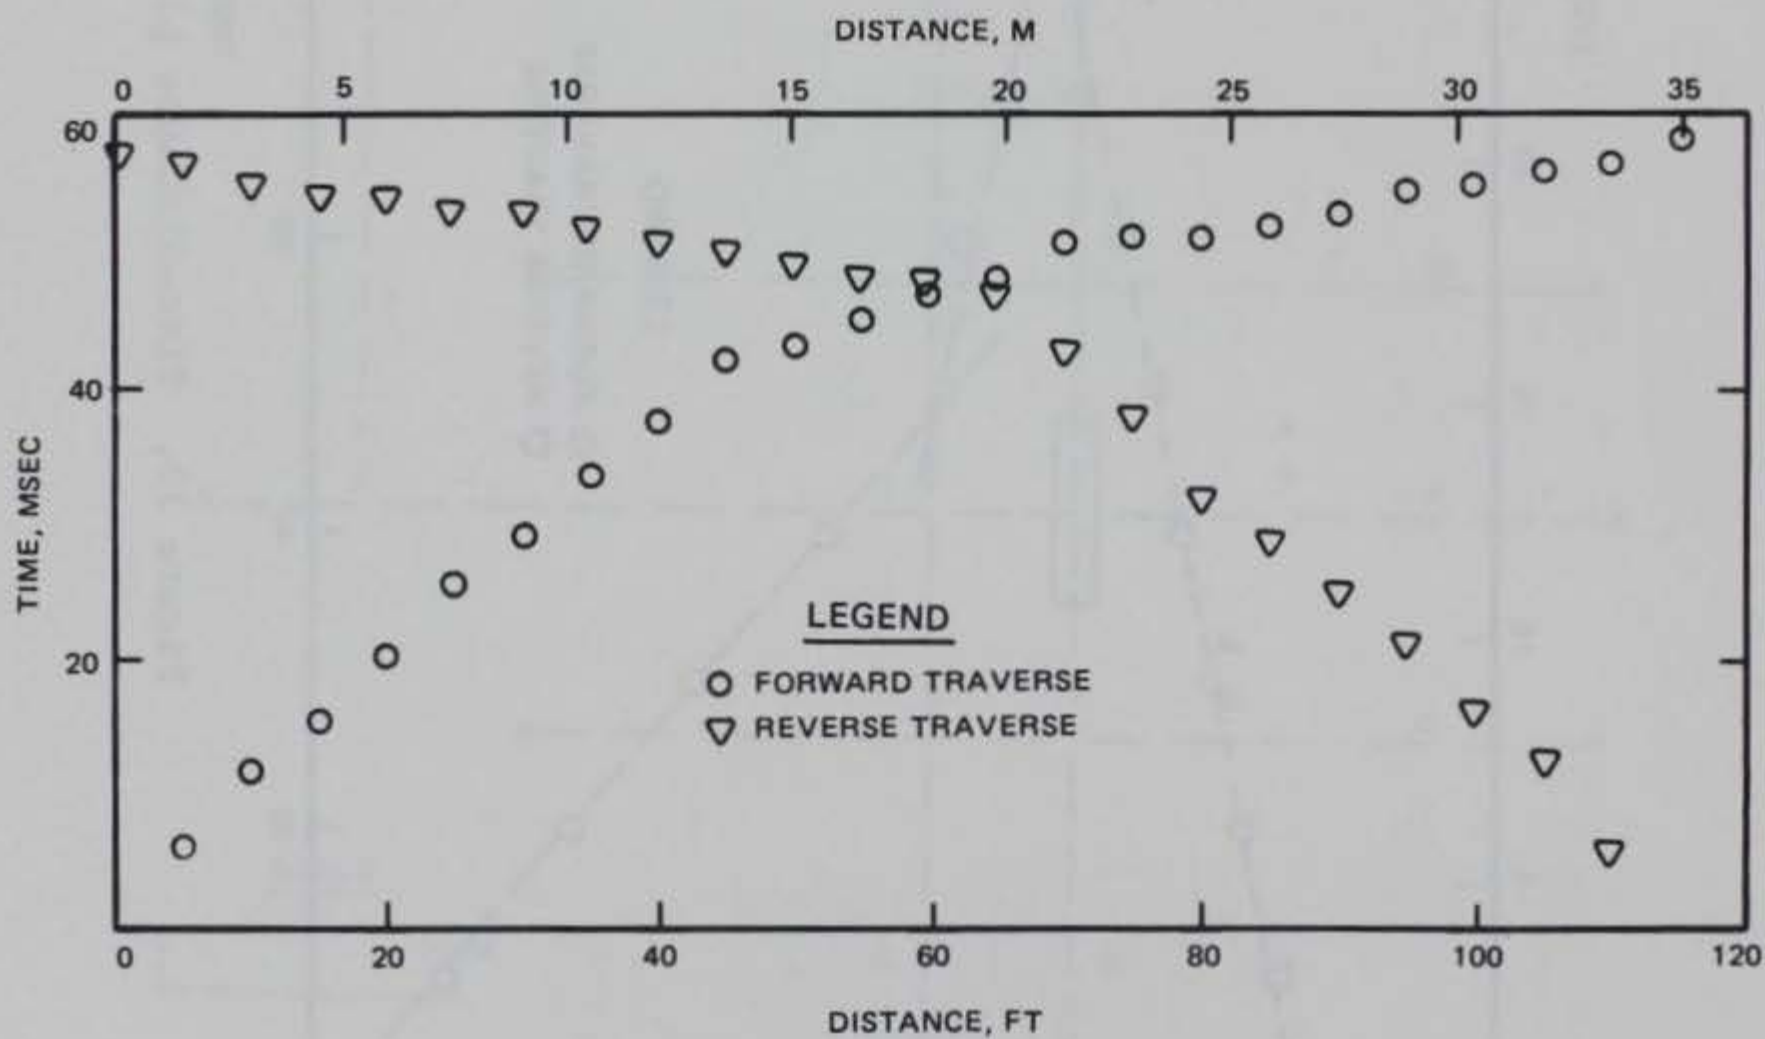 DISTANCE, M
0 5 10 15 20 25 30 35
60
40
20
TIME, MSEC
LEGEND
FORWARD TRAVERSE
REVERSE TRAVERSE
0 20 40 60 80 100 120
DISTANCE, FT